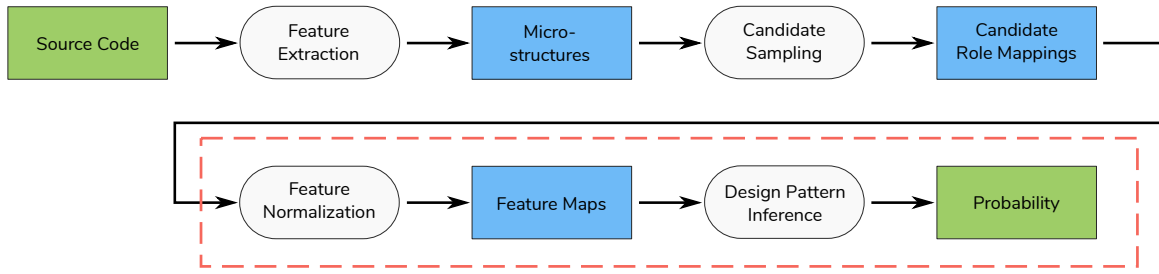 Source Code
Feature
Extraction
Micro-
structures
Candidate
Sampling
Candidate
Role Mappings
Feature
Normalization
Feature Maps
Design Pattern
Inference
Probability